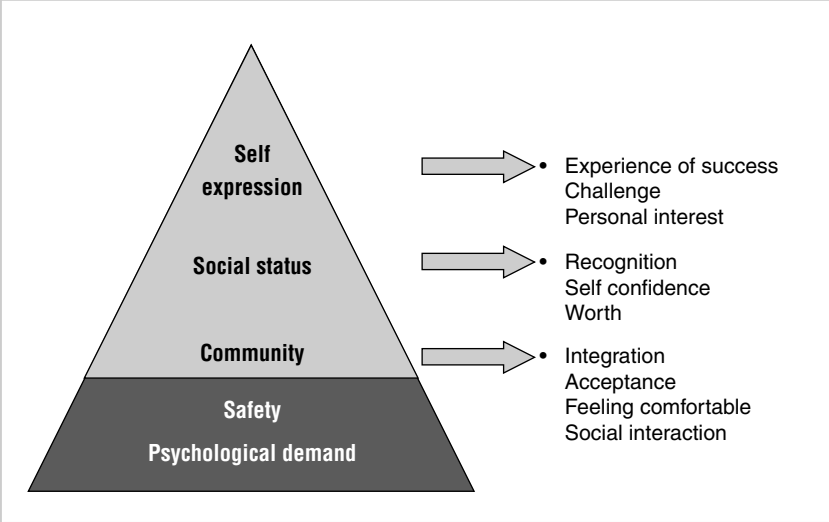 Self
expression
• Experience of success
Challenge
Personal interest
Social status
• Recognition
Self confidence
Worth
Community
• Integration
Acceptance
Feeling comfortable
Social interaction
Safety
Psychological demand